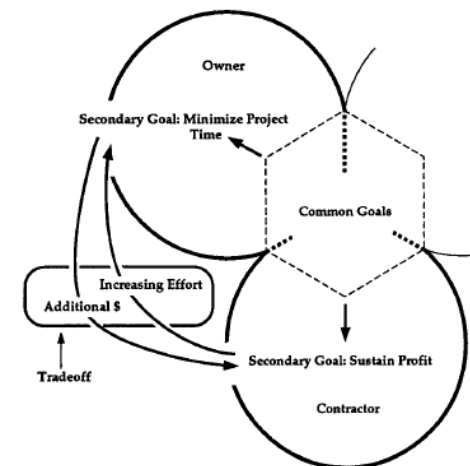 Owner
Secondary Goal: Minimize Project
Time
Common Goals
Increasing Effort
Additional $
Tradeoff
Secondary Goal: Sustain Profit
Contractor